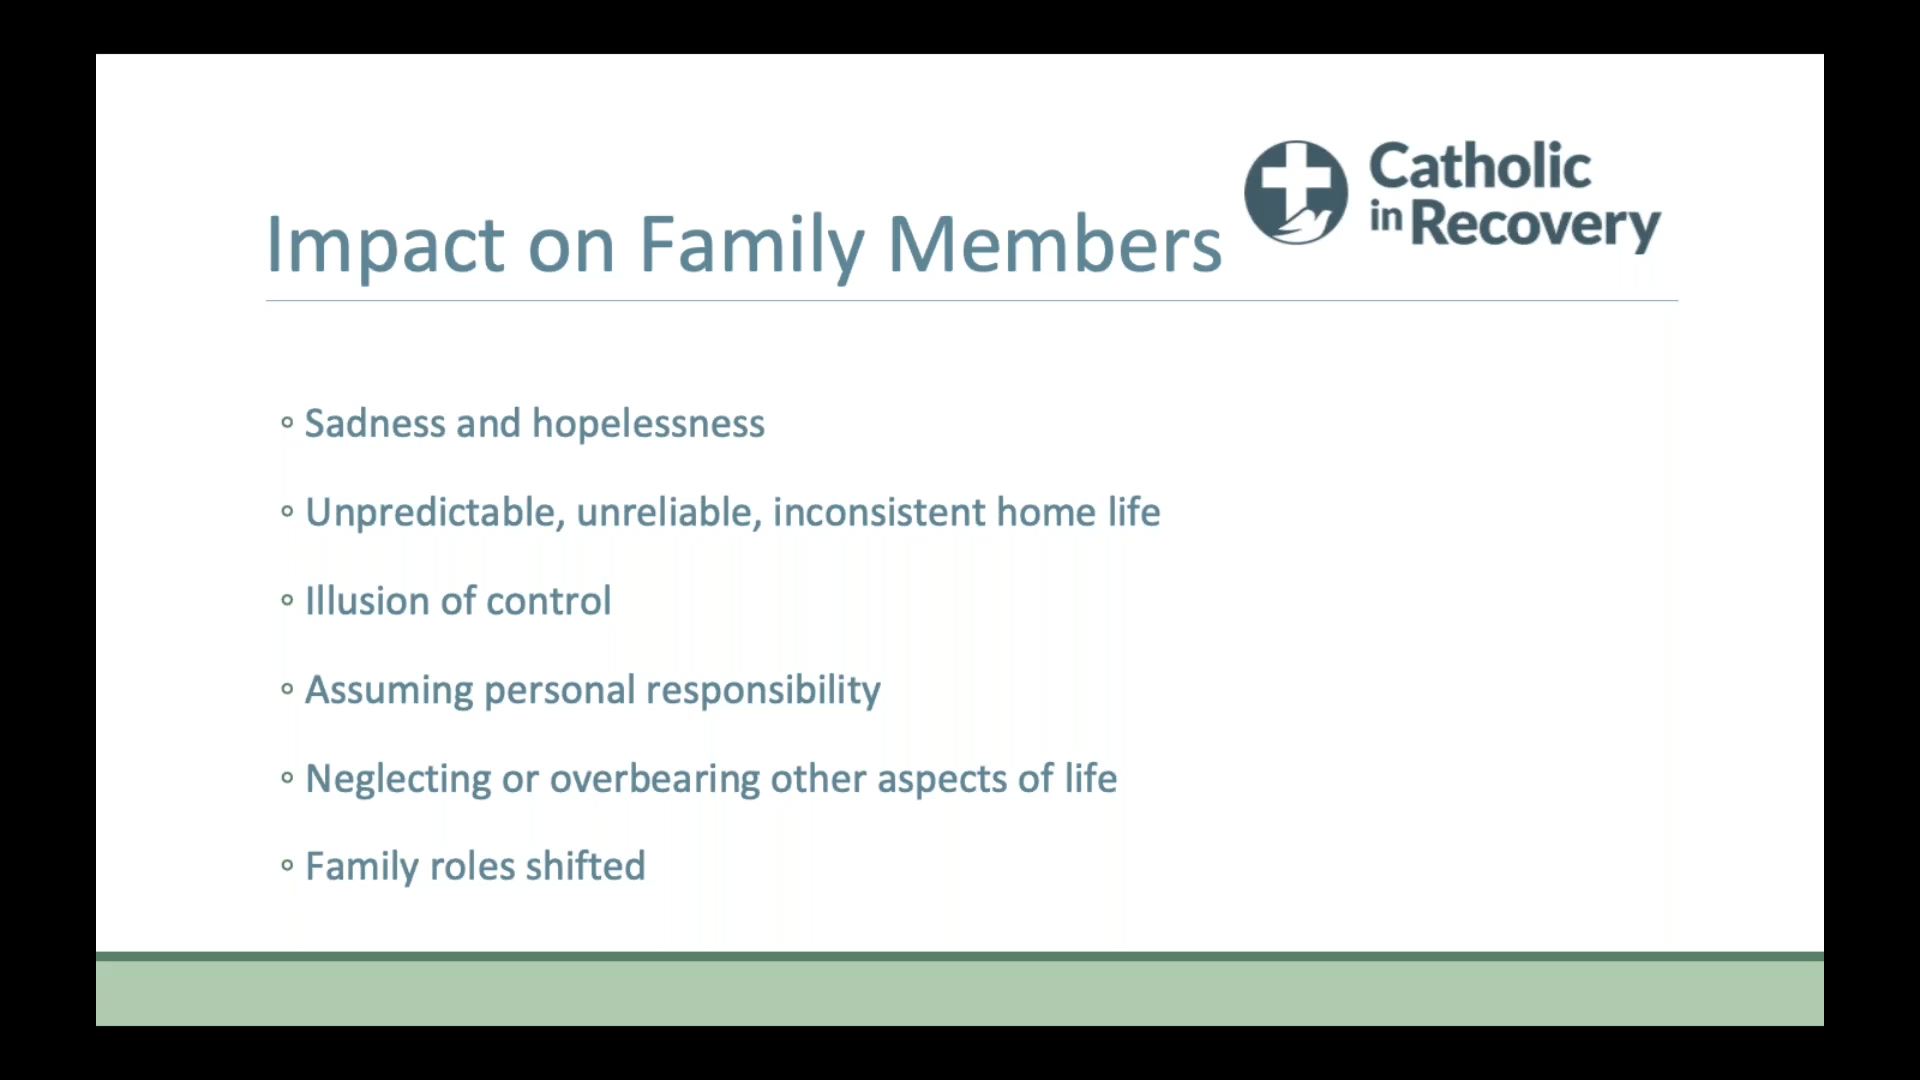 Catholic
in Recovery
Impact on Family Members
◦ Sadness and hopelessness
◦ Unpredictable, unreliable, inconsistent home life
◦ Illusion of control
◦ Assuming personal responsibility
◦ Neglecting or overbearing other aspects of life
◦ Family roles shifted